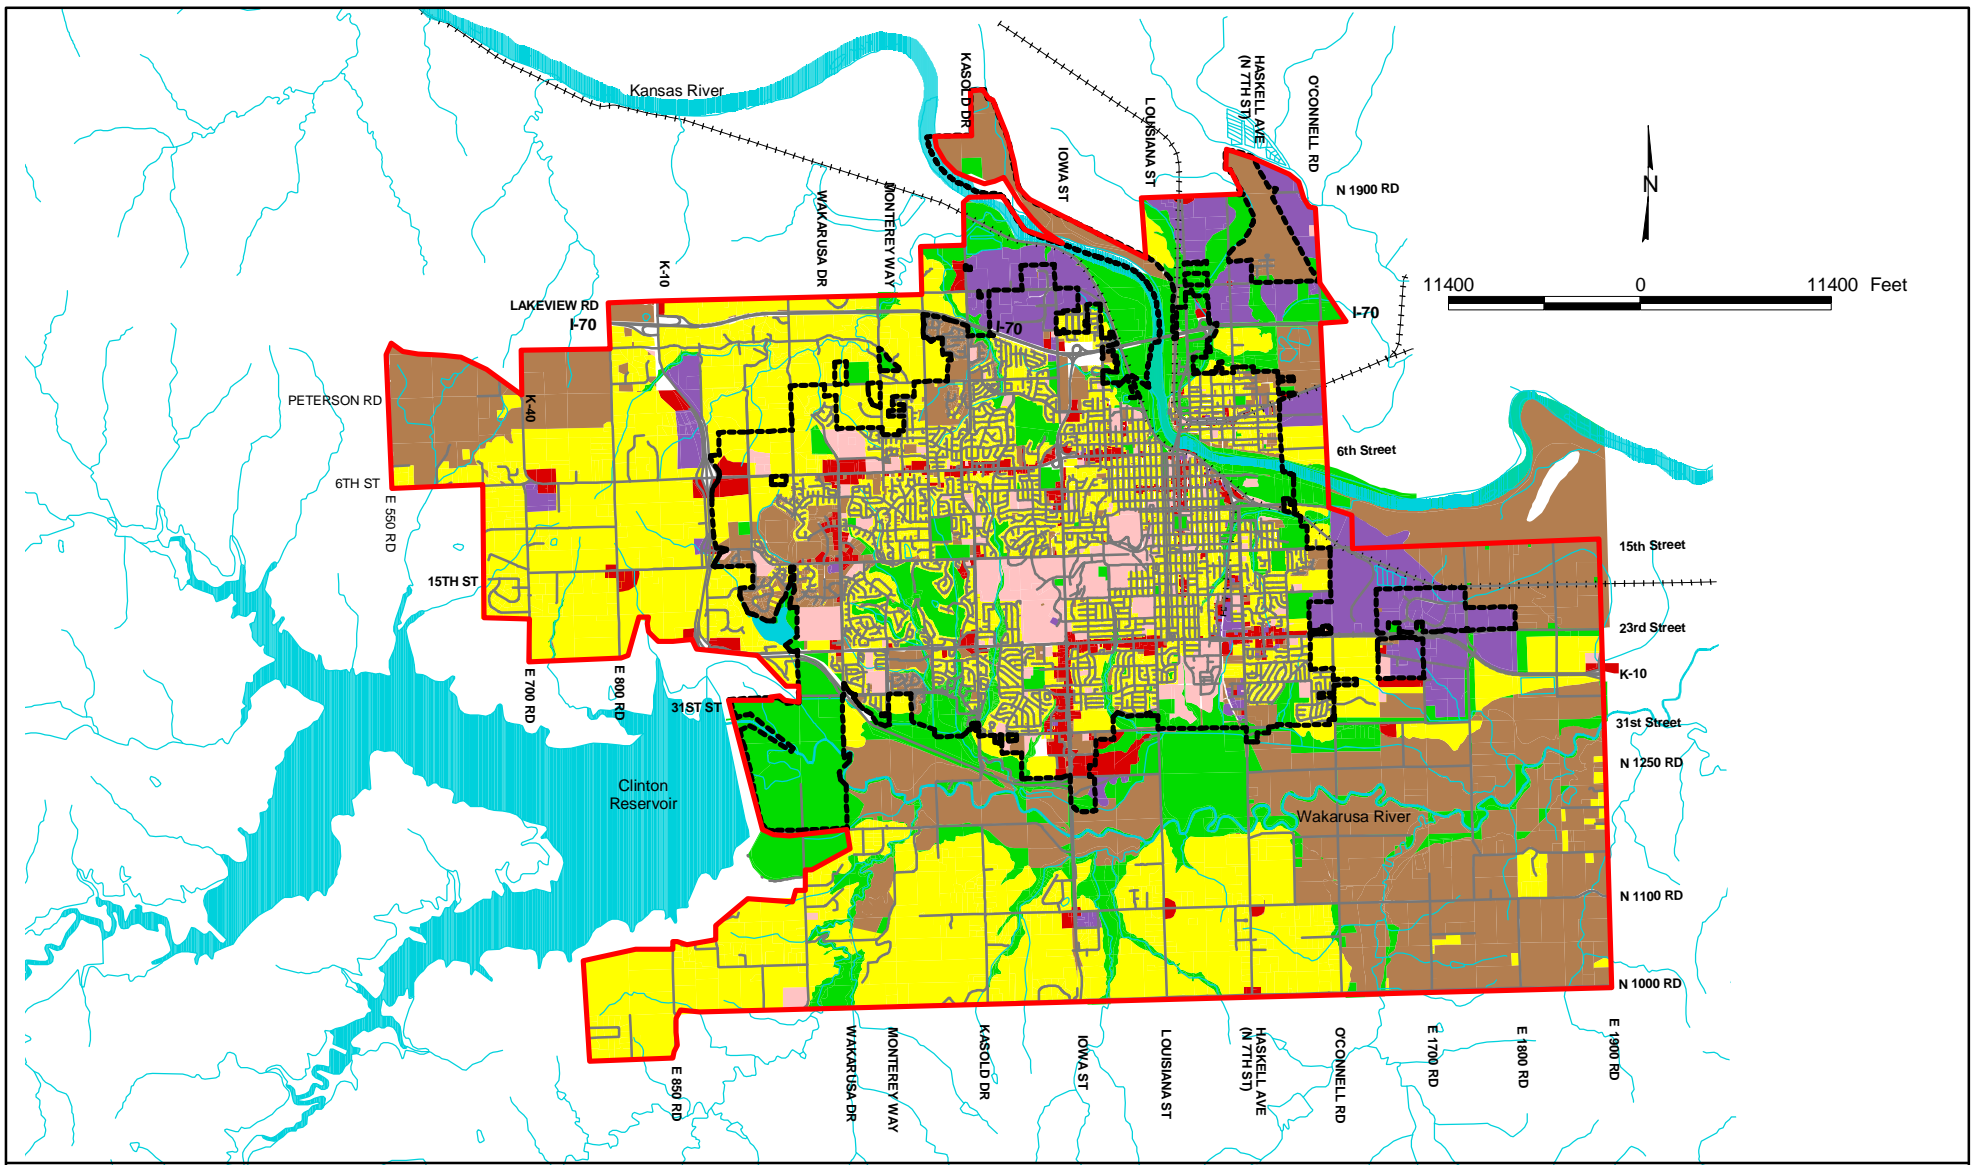 Kansas River
KASOLD DR
IOWA ST
LOUISIANA ST
HASKELL AVE
(N 7TH ST)
O'CONNELL RD
N 1900 RD
N
WAKARUSA DR
MONTEREY WAY
K-10
LAKEVIEW RD
I-70
I-70
I-70
11400
0
11400 Feet
PETERSON RD
K-40
6TH ST
E 550 RD
15TH ST
6th Street
15th Street
23rd Street
K-10
31st Street
N 1250 RD
E 700 RD
E 800 RD
31ST ST
Clinton
Reservoir
Wakarusa River
N 1100 RD
N 1000 RD
E 850 RD
WAKARUSA DR
MONTEREY WAY
KASOLD DR
IOWA ST
LOUISIANA ST
HASKELL AVE
(N 7TH ST)
O'CONNELL RD
E 1700 RD
E 1800 RD
E 1900 RD